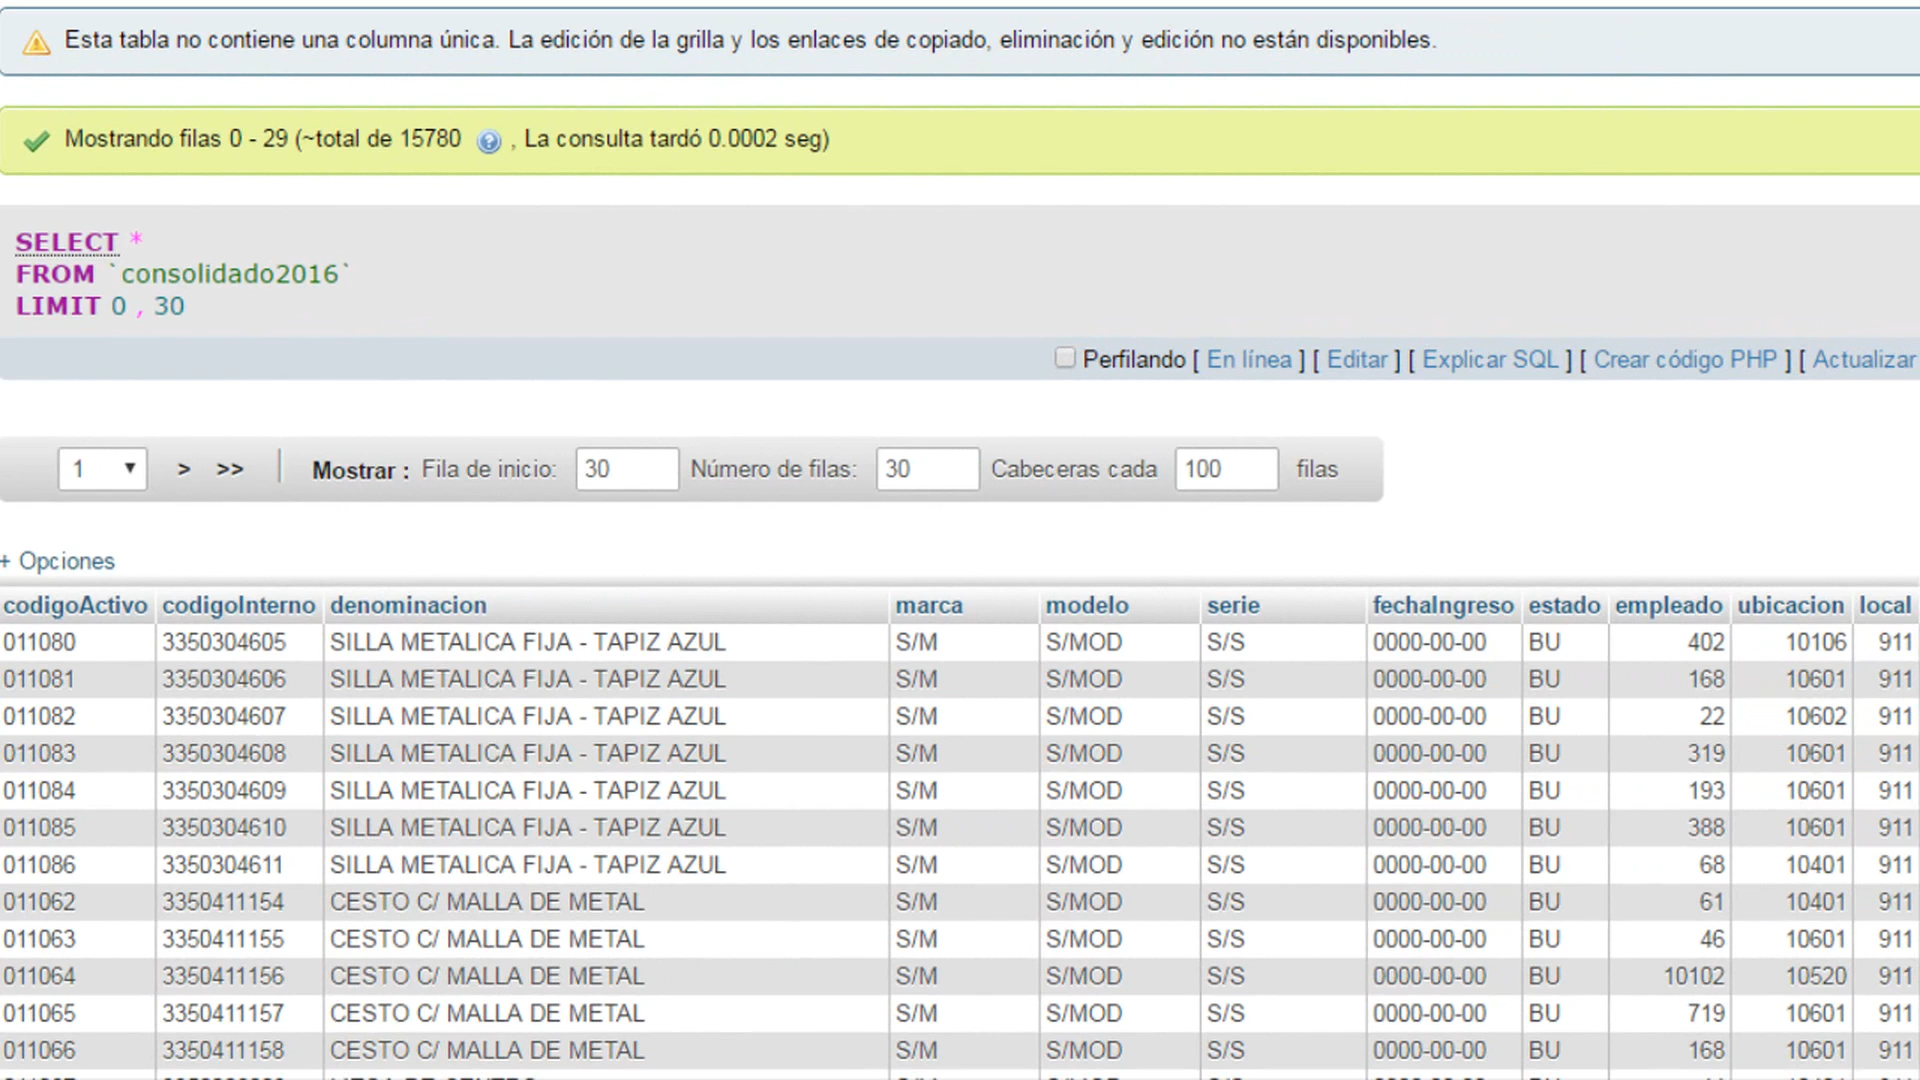 Esta tabla no contiene una columna única. La edición de la grilla y los enlaces de copiado, eliminación y edición no están disponibles.
Mostrando filas 0 - 29 (~total de 15780 , La consulta tardó 0.0002 seg)
SELECT *
FROM `consolidado2016`
LIMIT 0 , 30
Perfilando [ En línea ] [ Editar ] [ Explicar SQL ] [ Crear código PHP ] [ Actualizar
1 > >> Mostrar : Fila de inicio: 30 Número de filas: 30 Cabeceras cada 100 filas
+ Opciones
codigoActivo codigoInterno denominacion marca modelo serie fechaIngreso estado empleado ubicacion local
011080 3350304605 SILLA METALICA FIJA - TAPIZ AZUL S/M S/MOD S/S 0000-00-00 BU 402 10106 911
011081 3350304606 SILLA METALICA FIJA - TAPIZ AZUL S/M S/MOD S/S 0000-00-00 BU 168 10601 911
011082 3350304607 SILLA METALICA FIJA - TAPIZ AZUL S/M S/MOD S/S 0000-00-00 BU 22 10602 911
011083 3350304608 SILLA METALICA FIJA - TAPIZ AZUL S/M S/MOD S/S 0000-00-00 BU 319 10601 911
011084 3350304609 SILLA METALICA FIJA - TAPIZ AZUL S/M S/MOD S/S 0000-00-00 BU 193 10601 911
011085 3350304610 SILLA METALICA FIJA - TAPIZ AZUL S/M S/MOD S/S 0000-00-00 BU 388 10601 911
011086 3350304611 SILLA METALICA FIJA - TAPIZ AZUL S/M S/MOD S/S 0000-00-00 BU 68 10401 911
011062 3350411154 CESTO C/ MALLA DE METAL S/M S/MOD S/S 0000-00-00 BU 61 10401 911
011063 3350411155 CESTO C/ MALLA DE METAL S/M S/MOD S/S 0000-00-00 BU 46 10601 911
011064 3350411156 CESTO C/ MALLA DE METAL S/M S/MOD S/S 0000-00-00 BU 10102 10520 911
011065 3350411157 CESTO C/ MALLA DE METAL S/M S/MOD S/S 0000-00-00 BU 719 10601 911
011066 3350411158 CESTO C/ MALLA DE METAL S/M S/MOD S/S 0000-00-00 BU 168 10601 911